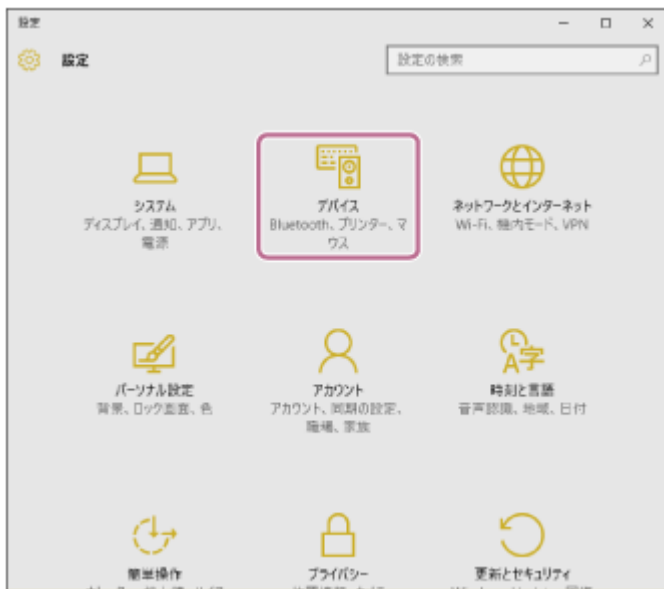 設定
設定
設定の検索
システム
ディスプレイ、通知、アプリ、
電源
デバイス
Bluetooth、プリンター、マ
ウス
ネットワークとインターネット
Wi-Fi、機内モード、VPN
パーソナル設定
背景、ロック画面、色
アカウント
アカウント、同期の設定、
職場、家族
A字
時刻と言語
音声認識、地域、日付
簡単操作
プライバシー
更新とセキュリティ